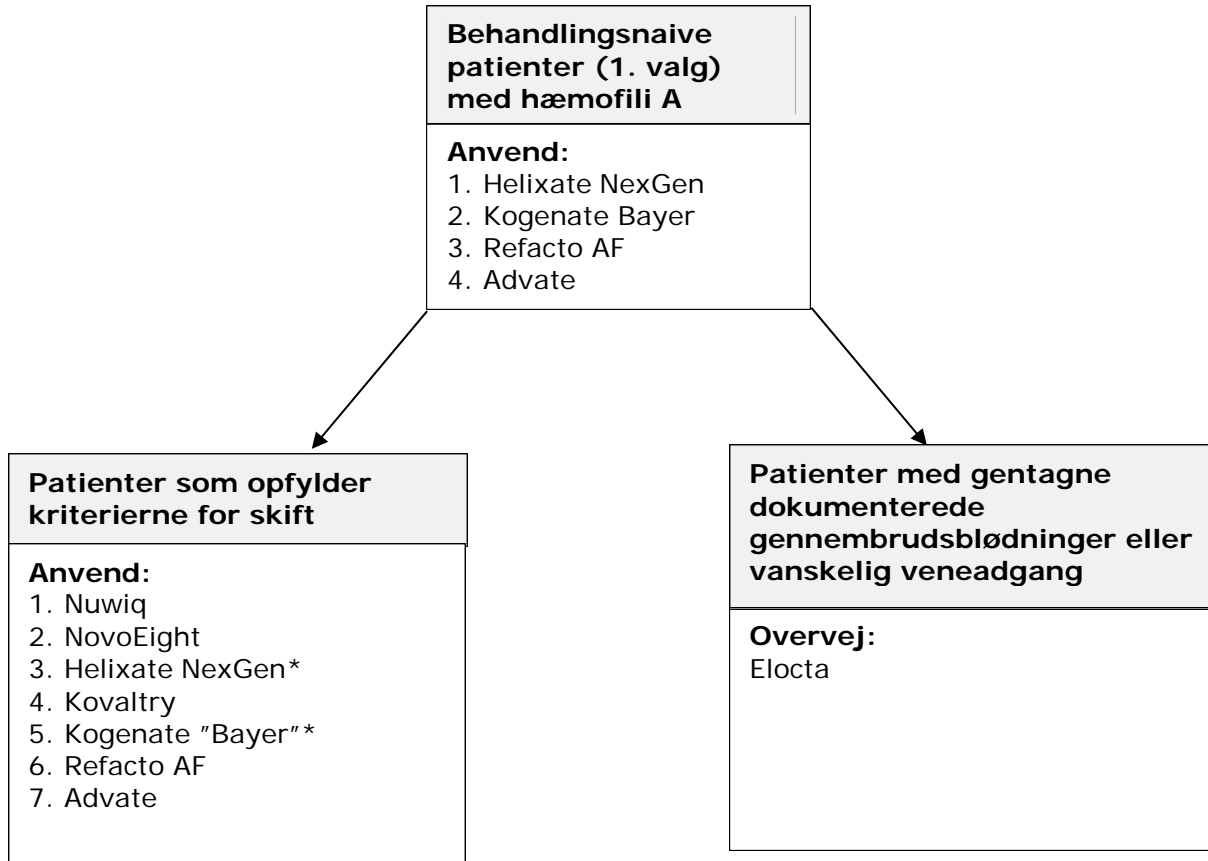 Behandlingsnaive
patienter (1. valg)
med hæmofili A
Anvend:
1. Helixate NexGen
2. Kogenate Bayer
3. Refacto AF
4. Advate
Patienter som opfylder
kriterierne for skift
Anvend:
1. Nuwiq
2. NovoEight
3. Helixate NexGen*
4. Kovaltry
5. Kogenate "Bayer"*
6. Refacto AF
7. Advate
Patienter med gentagne
dokumenterede
gennembrudsblødninger eller
vanskelig veneadgang
Overvej:
Elocta